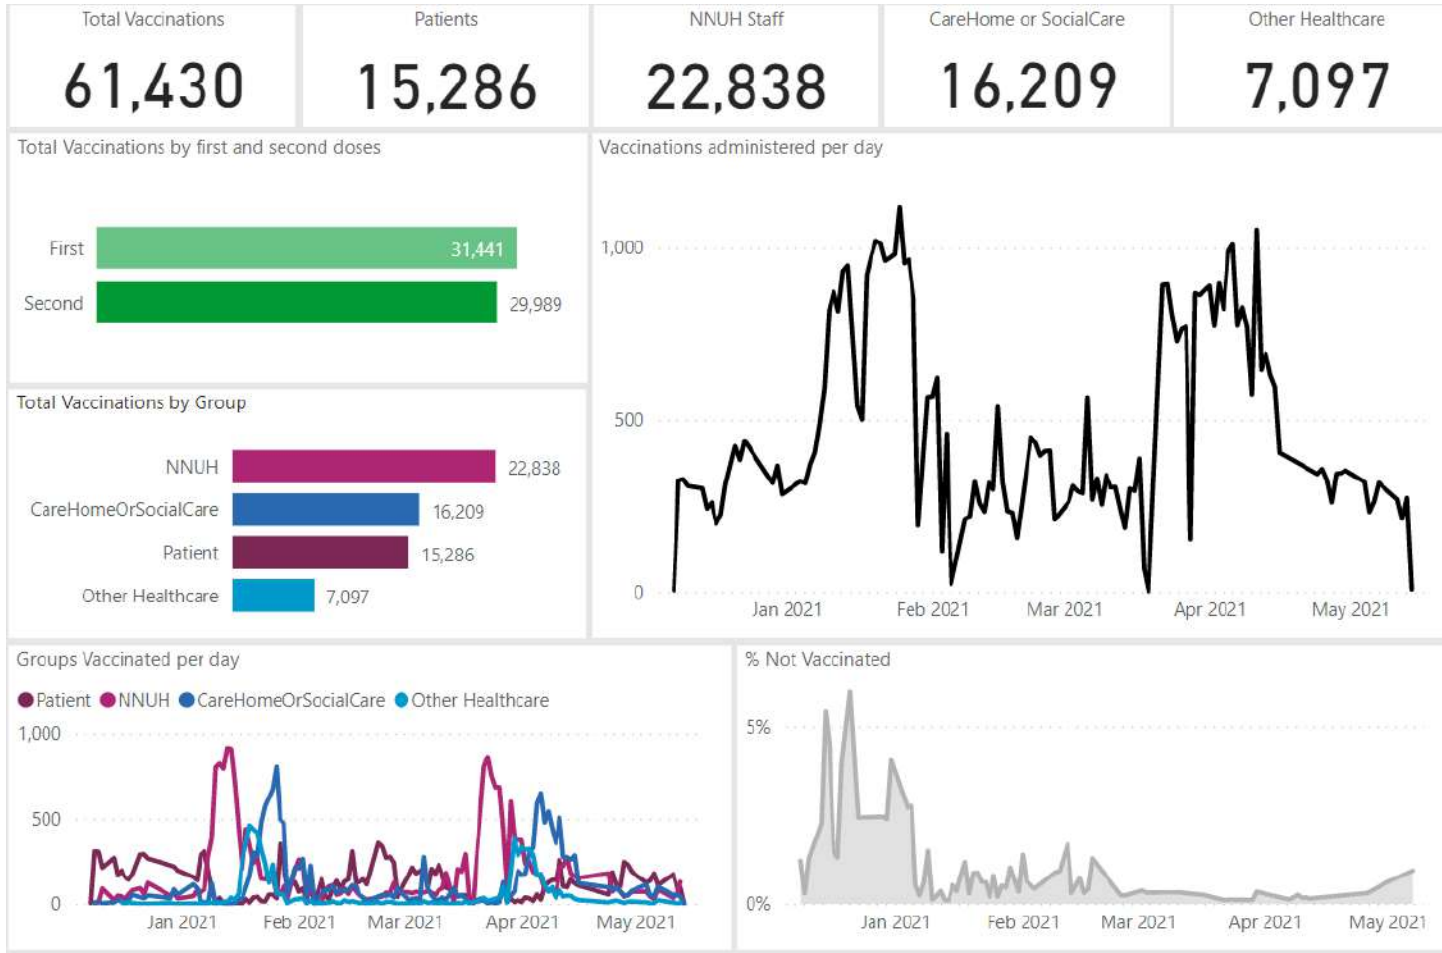 Total Vaccinations
61,430
Patients
15,286
NNUH Staff
22,838
CareHome or SocialCare
16,209
Other Healthcare
7,097
Total Vaccinations by first and second doses
First
31,441
Second
29,989
Total Vaccinations by Group
NNUH
22,838
CareHomeOrSocialCare
16,209
Patient
15,286
Other Healthcare
7,097
Vaccinations administered per day
1,000
500
0
Jan 2021 Feb 2021 Mar 2021 Apr 2021 May 2021
Groups Vaccinated per day
Patient NNUH CareHomeOrSocialCare Other Healthcare
1,000
500
0
Jan 2021 Feb 2021 Mar 2021 Apr 2021 May 2021
% Not Vaccinated
5%
0%
Jan 2021 Feb 2021 Mar 2021 Apr 2021 May 2021